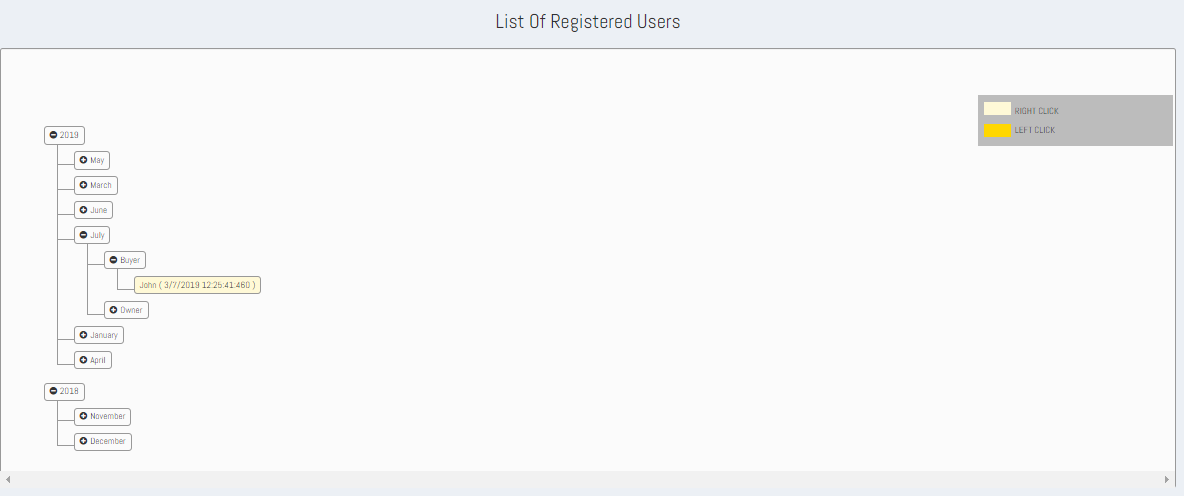 List Of Registered Users
RIGHT CLICK
LEFT CLICK
2019
May
March
June
July
Buyer
John ( 3/7/2019 12:25:41:460 )
Owner
January
April
2018
November
December